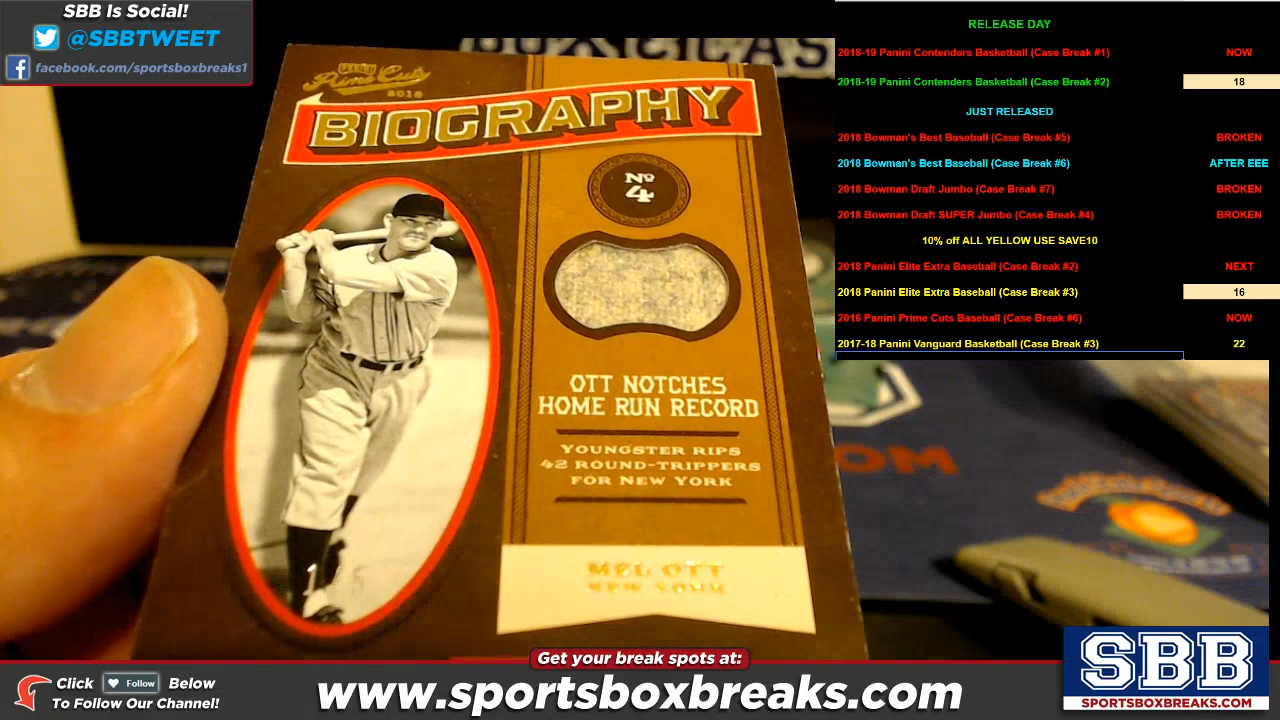 SBB Is Social!
@SBBTWEET
facebook.com/sportsboxbreaks1
RELEASE DAY
2018-19 Panini Contenders Basketball (Case Break #1) NOW
2018-19 Panini Contenders Basketball (Case Break #2) 18
JUST RELEASED
2018 Bowman's Best Baseball (Case Break #5) BROKEN
2018 Bowman's Best Baseball (Case Break #6) AFTER EEE
2018 Bowman Draft Jumbo (Case Break #7) BROKEN
2018 Bowman Draft SUPER Jumbo (Case Break #4) BROKEN
10% off ALL YELLOW USE SAVE10
2018 Panini Elite Extra Baseball (Case Break #2) NEXT
2018 Panini Elite Extra Baseball (Case Break #3) 16
2016 Panini Prime Cuts Baseball (Case Break #6) NOW
2017-18 Panini Vanguard Basketball (Case Break #3) 22
Prime Cuts
BIOGRAPHY
Nº
4
OTT NOTCHES
HOME RUN RECORD
YOUNGSTER RIPS
42 ROUND-TRIPPERS
FOR NEW YORK
MEL OTT
NEW YORK
OM
Get your break spots at:
Click Follow Below
To Follow Our Channel!
www.sportsboxbreaks.com
SBB
SPORTSBOXBREAKS.COM